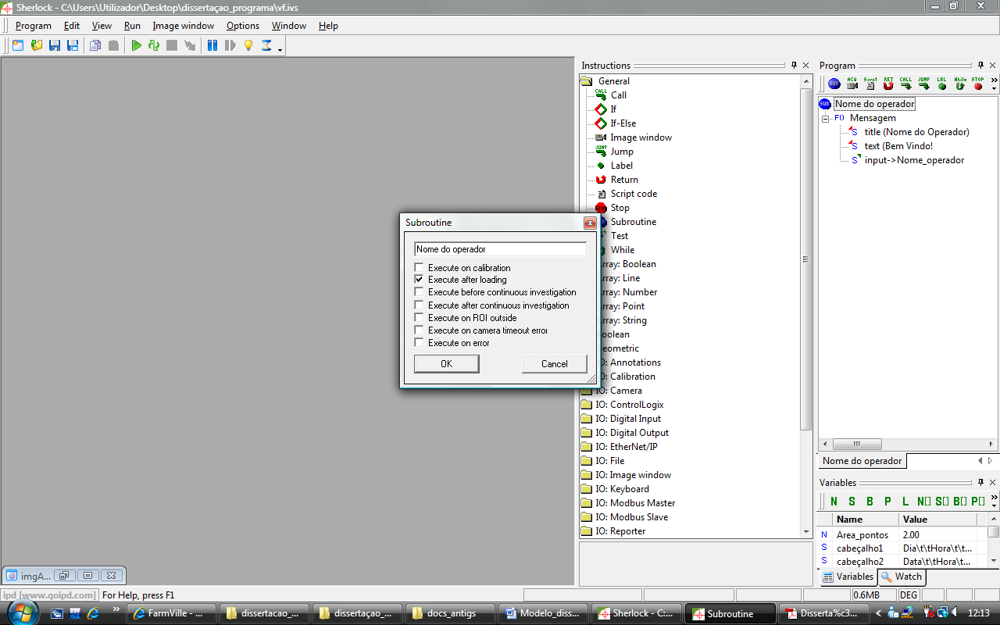 Sherlock - C:\Users\Utilizador\Desktop\dissertaçao_programa\vf.ivs
Program Edit View Run Image window Options Window Help
Instructions
General
Call
If
If-Else
Image window
Jump
Label
Return
Script code
Stop
Subroutine
Test
While
rray: Boolean
rray: Line
rray: Number
rray: Point
rray: String
oolean
eometric
IO: Annotations
IO: Calibration
IO: Camera
IO: ControlLogix
IO: Digital Input
IO: Digital Output
IO: EtherNet/IP
IO: File
IO: Image window
IO: Keyboard
IO: Modbus Master
IO: Modbus Slave
IO: Reporter
Subroutine
Nome do operador
Execute on calibration
Execute after loading
Execute before continuous investigation
Execute after continuous investigation
Execute on ROI outside
Execute on camera timeout error
Execute on error
OK Cancel
Program
SUB ACQ Script RET CALL JUMP LBL While STOP
SUB Nome do operador
Mensagem
S title (Nome do Operador)
S text (Bem Vindo!
S input->Nome_operador
Nome do operador
Variables
N S B P L N[] S[] B[] P[]
Name Value
N Area_pontos 2.00
S cabeçalho1 Dia\t\tHora\t\t...
S cabeçalho2 Data\t\tHora\t\t...
Variables Watch
imgA...
ipd [www.goipd.com] For Help, press F1
0.6MB DEG
FarmVille - ...
dissertacao_...
dissertaçao_...
docs_antigs
Modelo_diss...
Sherlock - C:...
Subroutine
Disserta%c3...
12:13